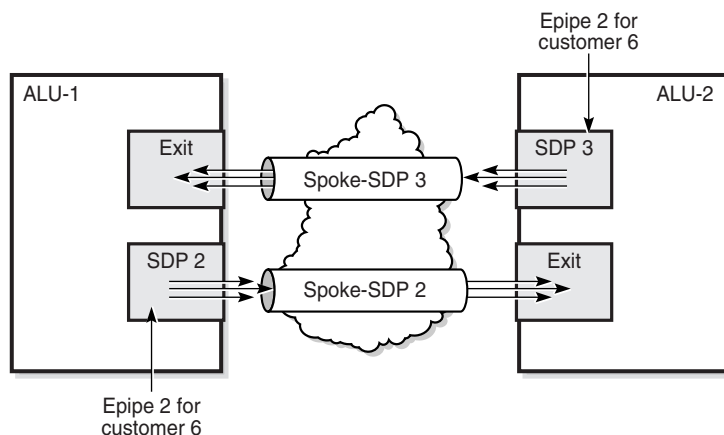 Epipe 2 for
customer 6
ALU-1
ALU-2
Exit
SDP 3
Spoke-SDP 3
SDP 2
Exit
Spoke-SDP 2
Epipe 2 for
customer 6